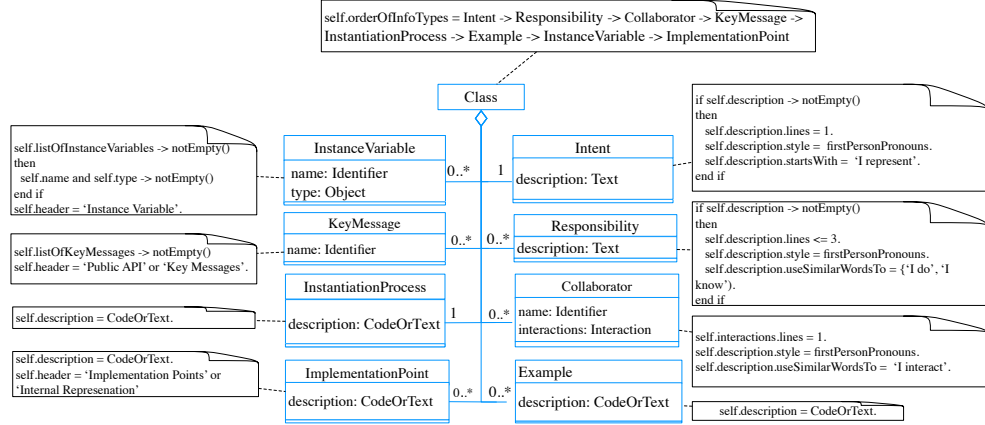 self.orderOfInfoTypes = Intent -> Responsibility -> Collaborator -> KeyMessage ->
InstantiationProcess -> Example -> InstanceVariable -> ImplementationPoint
Class
self.listOfInstanceVariables -> notEmpty()
then
self.name and self.type -> notEmpty()
end if
self.header = ‘Instance Variable’.
InstanceVariable
name: Identifier
type: Object
0..*
1
Intent
description: Text
if self.description -> notEmpty()
then
self.description.lines = 1.
self.description.style = firstPersonPronouns.
self.description.startsWith = ‘I represent’.
end if
self.listOfKeyMessages -> notEmpty()
self.header = ‘Public API’ or ‘Key Messages’.
KeyMessage
name: Identifier
0..*
0..*
Responsibility
description: Text
if self.description -> notEmpty()
then
self.description.lines <= 3.
self.description.style = firstPersonPronouns.
self.description.useSimilarWordsTo = {‘I do’, ‘I
know’).
end if
self.description = CodeOrText.
InstantiationProcess
description: CodeOrText
1
0..*
Collaborator
name: Identifier
interactions: Interaction
self.interactions.lines = 1.
self.description.style = firstPersonPronouns.
self.description.useSimilarWordsTo = ‘I interact’.
self.description = CodeOrText.
self.header = ‘Implementation Points’ or
‘Internal Represenation’
ImplementationPoint
description: CodeOrText
0..*
0..*
Example
description: CodeOrText
self.description = CodeOrText.